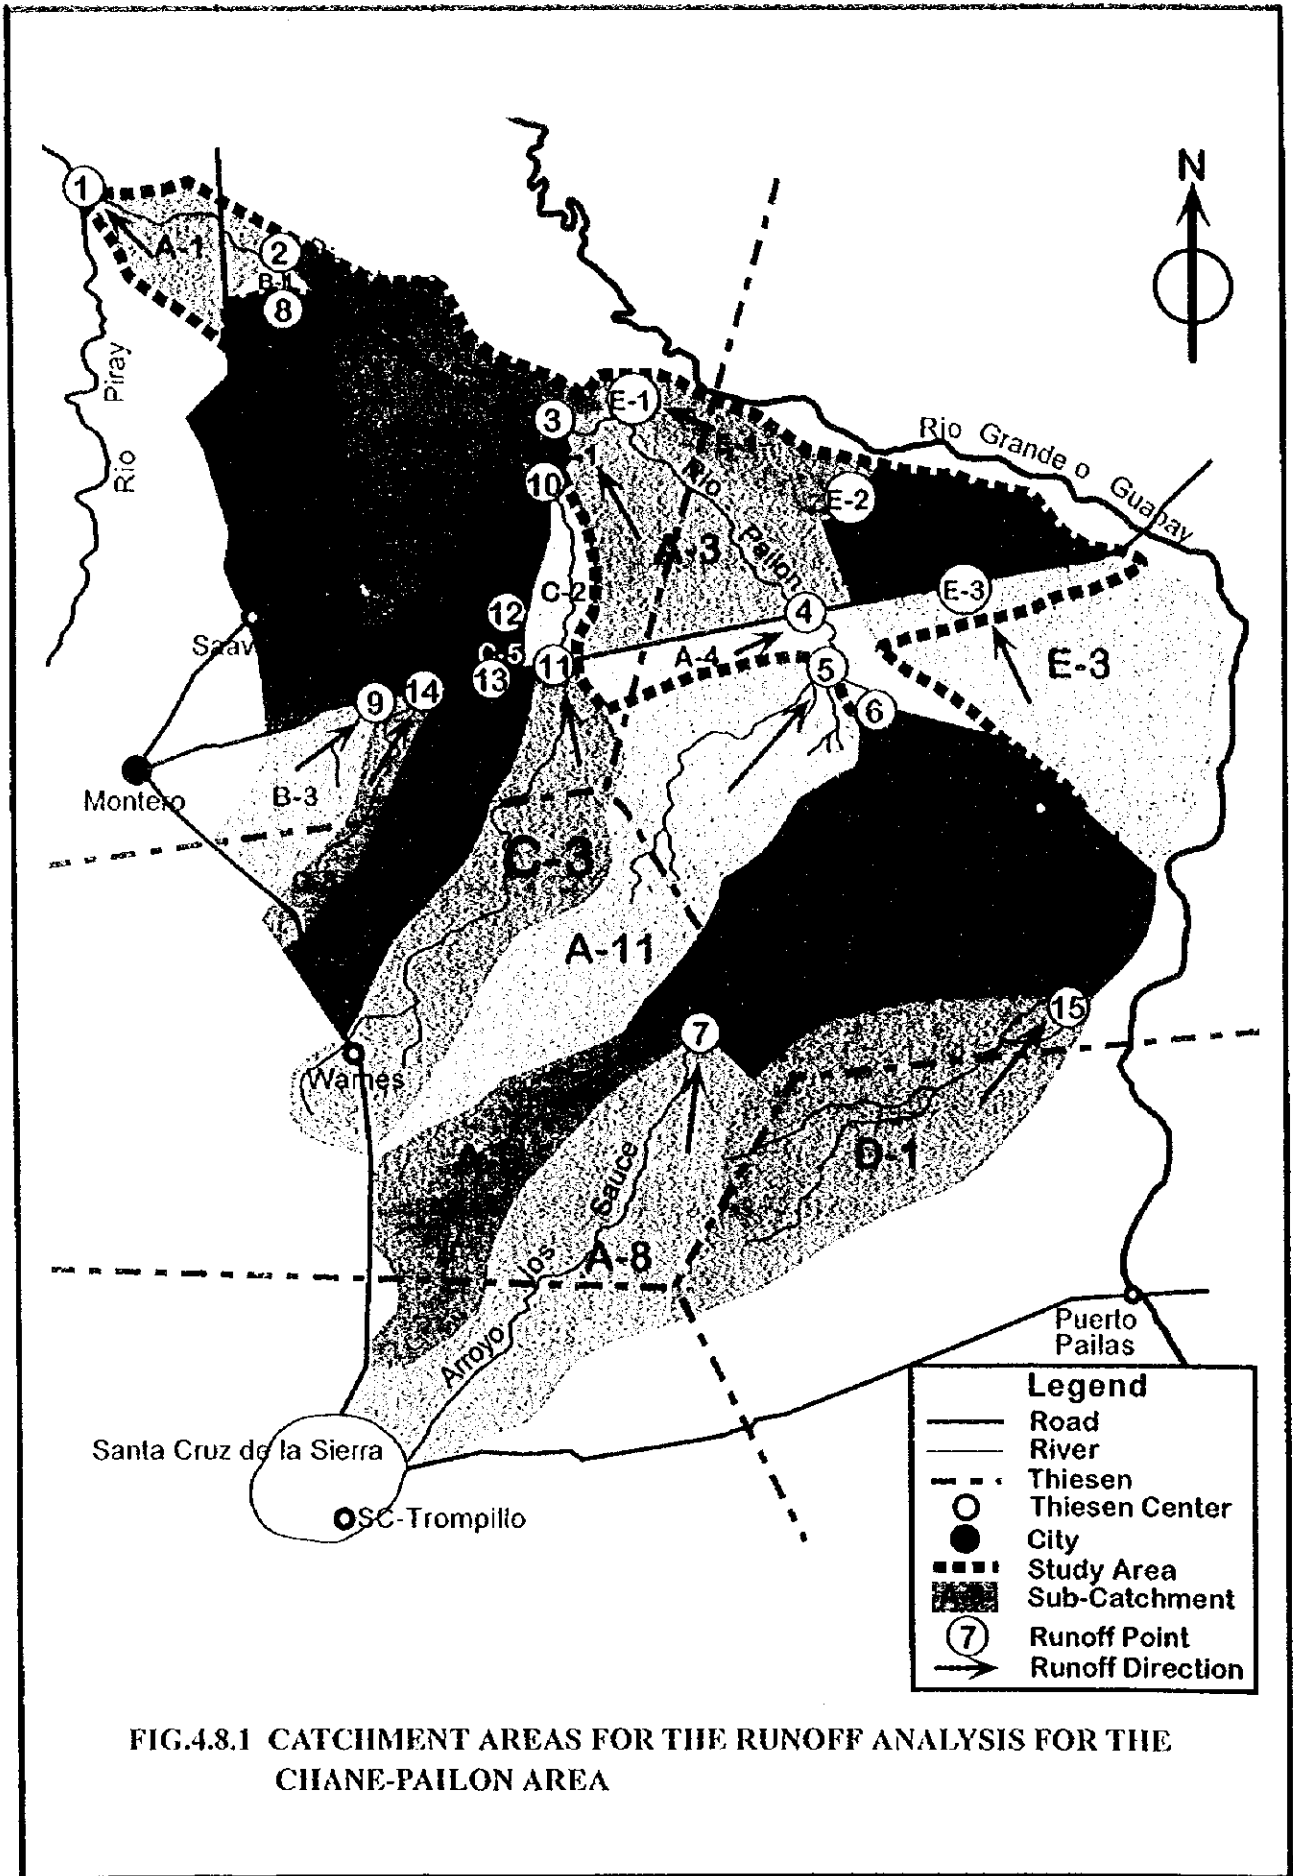 N
1
A-1
2
B-1
8
Rio Piray
3
E-1
E-1
Rio Grande o Guapay
10
Rio Pailon
E-2
A-3
C-2
E-3
12
4
C-5
11
A-4
13
5
E-3
9
14
6
Montero
B-3
C-3
A-11
15
7
Warnes
D-1
Arroyo los Sauce
A-8
Puerto
Pailas
Santa Cruz de la Sierra
SC-Trompillo
Legend
Road
River
Thiesen
Thiesen Center
City
Study Area
Sub-Catchment
7 Runoff Point
Runoff Direction
FIG.4.8.1 CATCHMENT AREAS FOR THE RUNOFF ANALYSIS FOR THE
CHANE-PAILON AREA